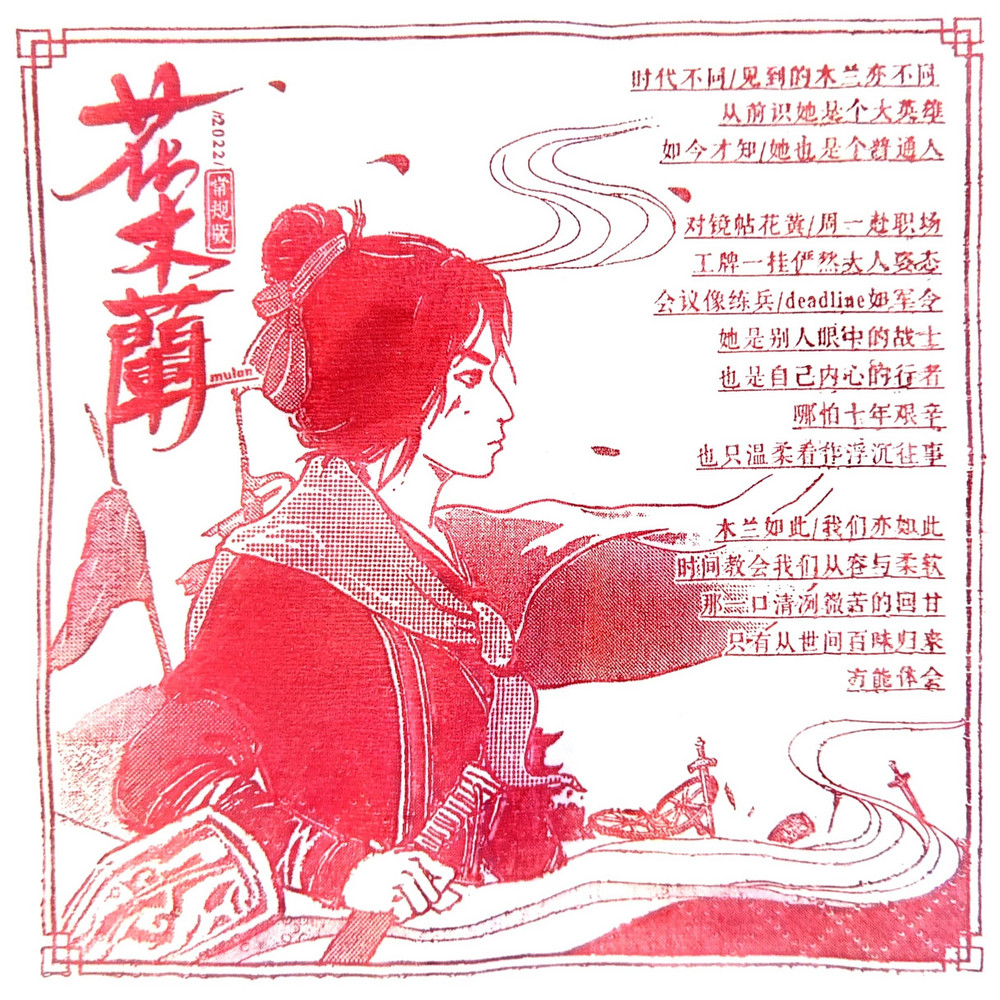 花木蘭
/2022/
常规版
mulan
时代不同/见到的木兰亦不同
从前识她是个大英雄
如今才知/她也是个普通人
对镜帖花黄/周一赴职场
工牌一挂俨然大人姿态
会议像练兵/deadline如军令
她是别人眼中的战士
也是自己内心的行者
哪怕十年艰辛
也只温柔看作浮沉往事
木兰如此/我们亦如此
时间教会我们从容与柔软
那一口清冽微苦的回甘
只有从世间百味归来
方能体会